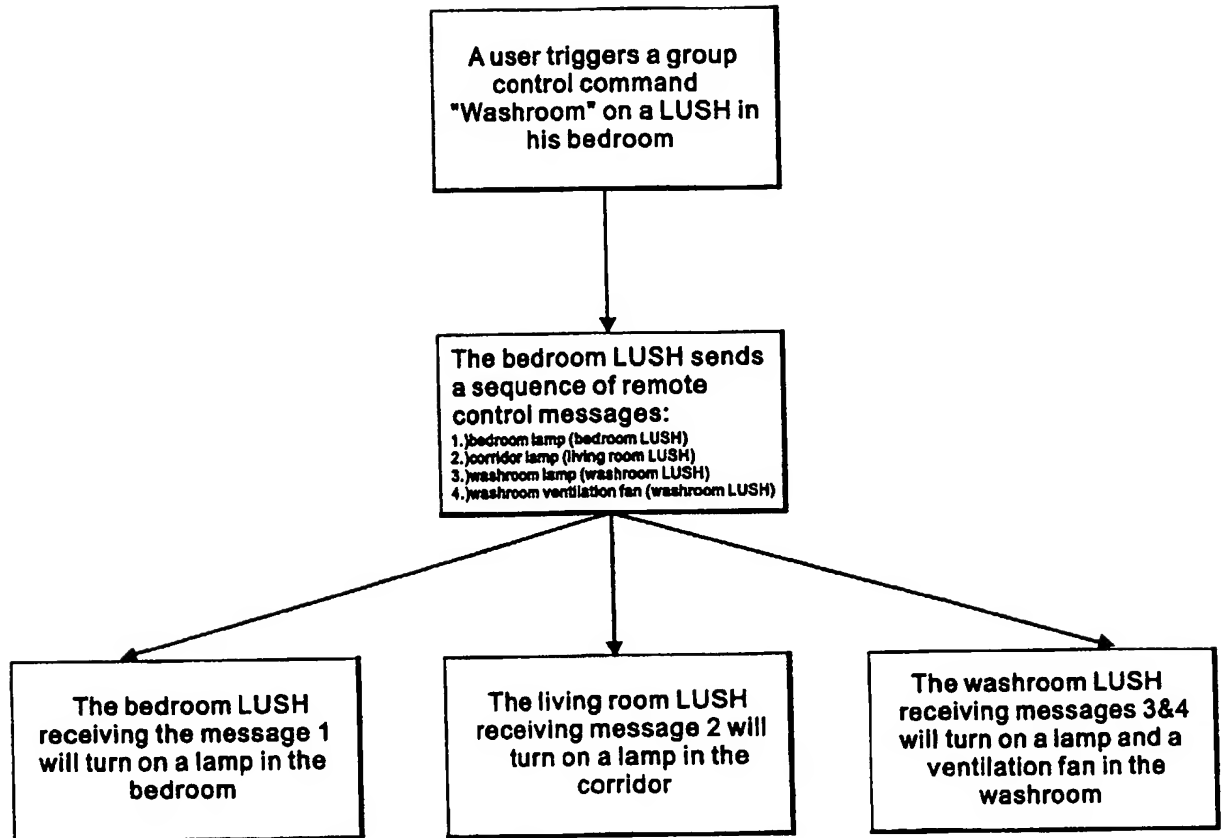 A user triggers a group
control command
"Washroom" on a LUSH in
his bedroom
The bedroom LUSH sends
a sequence of remote
control messages:
1.)bedroom lamp (bedroom LUSH)
2.)corridor lamp (living room LUSH)
3.)washroom lamp (washroom LUSH)
4.)washroom ventilation fan (washroom LUSH)
The bedroom LUSH
receiving the message 1
will turn on a lamp in the
bedroom
The living room LUSH
receiving message 2 will
turn on a lamp in the
corridor
The washroom LUSH
receiving messages 3&4
will turn on a lamp and a
ventilation fan in the
washroom